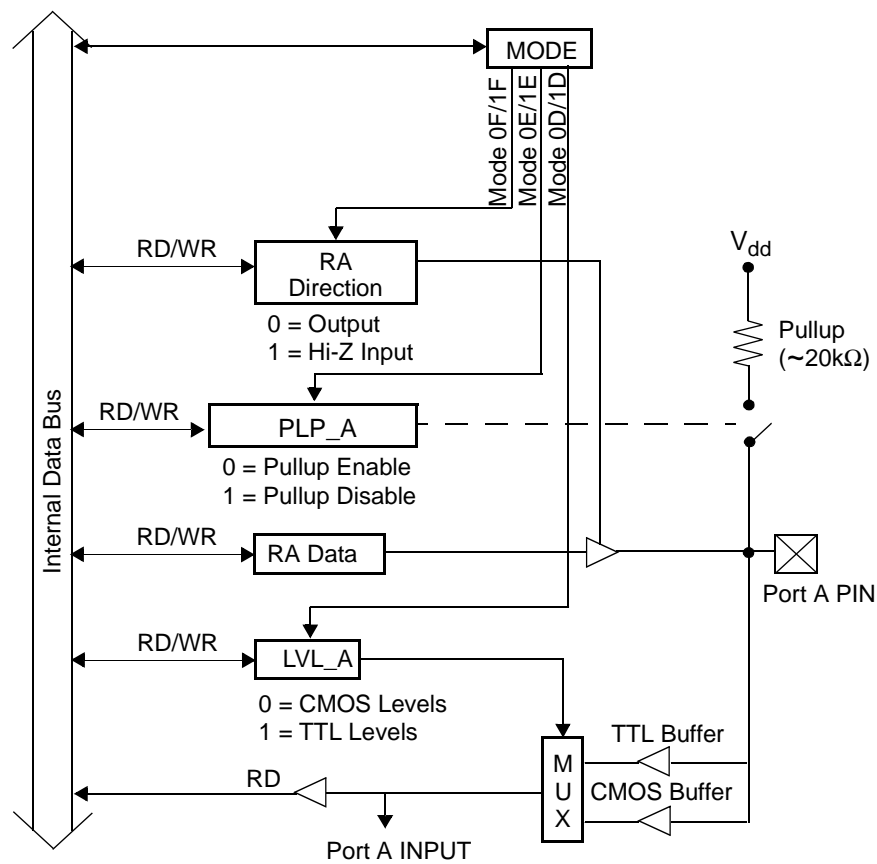 MODE
Mode 0F/1F
Mode 0E/1E
Mode 0D/1D
RD/WR
RA
Direction
0 = Output
1 = Hi-Z Input
Vdd
Pullup
(~20kΩ)
RD/WR
PLP_A
0 = Pullup Enable
1 = Pullup Disable
Internal Data Bus
RD/WR
RA Data
Port A PIN
RD/WR
LVL_A
0 = CMOS Levels
1 = TTL Levels
M
U
X
TTL Buffer
CMOS Buffer
RD
Port A INPUT